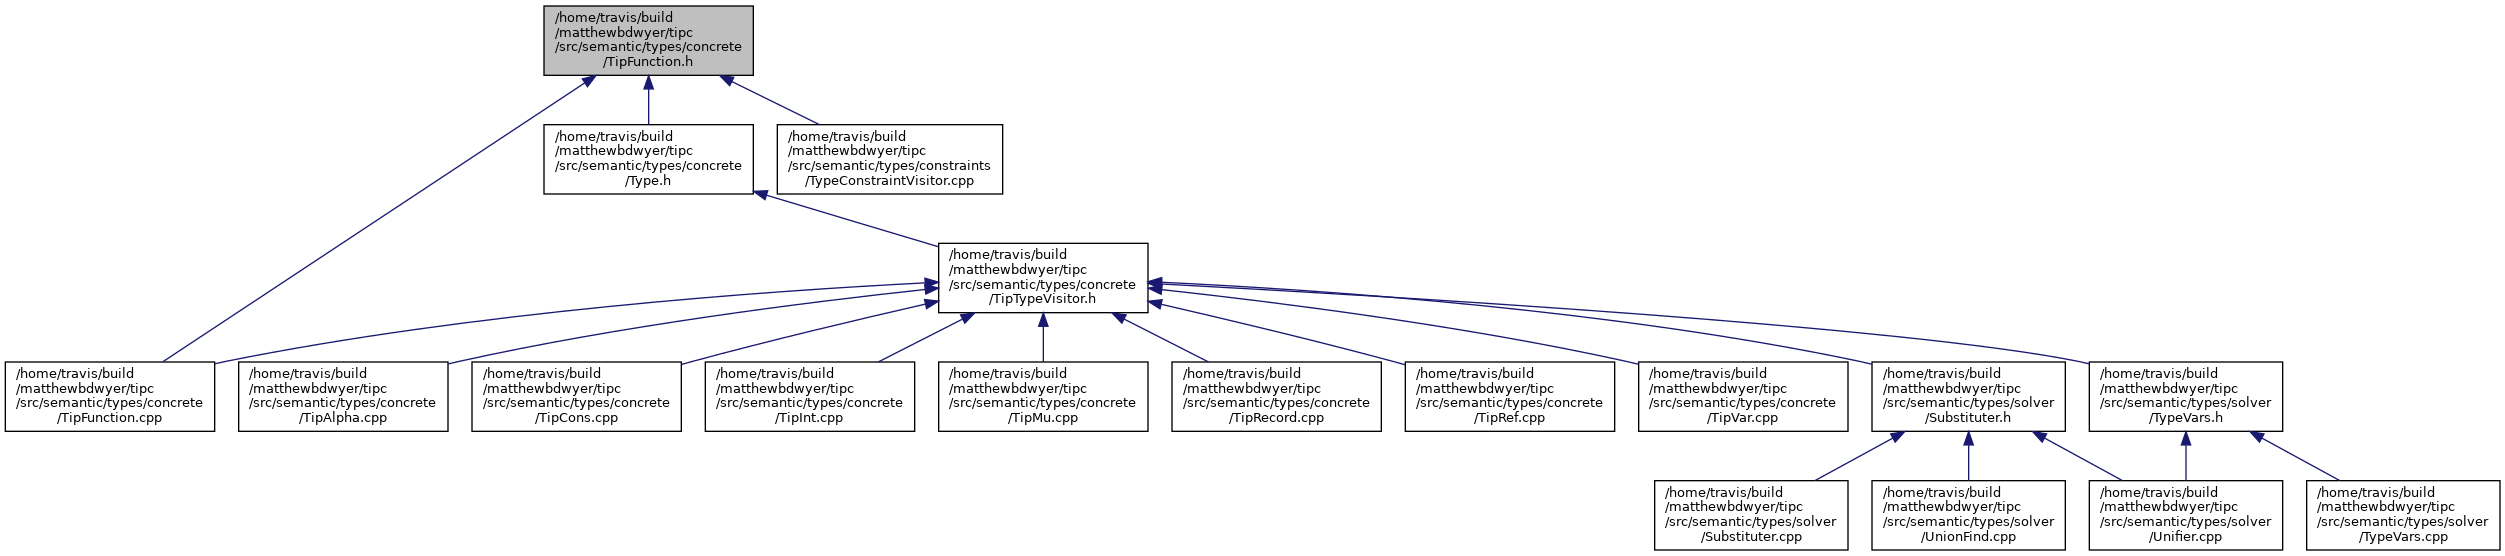 /home/travis/build
/matthewbdwyer/tipc
/src/semantic/types/concrete
/TipFunction.h
/home/travis/build
/matthewbdwyer/tipc
/src/semantic/types/concrete
/Type.h
/home/travis/build
/matthewbdwyer/tipc
/src/semantic/types/constraints
/TypeConstraintVisitor.cpp
/home/travis/build
/matthewbdwyer/tipc
/src/semantic/types/concrete
/TipTypeVisitor.h
/home/travis/build
/matthewbdwyer/tipc
/src/semantic/types/concrete
/TipFunction.cpp
/home/travis/build
/matthewbdwyer/tipc
/src/semantic/types/concrete
/TipAlpha.cpp
/home/travis/build
/matthewbdwyer/tipc
/src/semantic/types/concrete
/TipCons.cpp
/home/travis/build
/matthewbdwyer/tipc
/src/semantic/types/concrete
/TipInt.cpp
/home/travis/build
/matthewbdwyer/tipc
/src/semantic/types/concrete
/TipMu.cpp
/home/travis/build
/matthewbdwyer/tipc
/src/semantic/types/concrete
/TipRecord.cpp
/home/travis/build
/matthewbdwyer/tipc
/src/semantic/types/concrete
/TipRef.cpp
/home/travis/build
/matthewbdwyer/tipc
/src/semantic/types/concrete
/TipVar.cpp
/home/travis/build
/matthewbdwyer/tipc
/src/semantic/types/solver
/Substituter.h
/home/travis/build
/matthewbdwyer/tipc
/src/semantic/types/solver
/TypeVars.h
/home/travis/build
/matthewbdwyer/tipc
/src/semantic/types/solver
/Substituter.cpp
/home/travis/build
/matthewbdwyer/tipc
/src/semantic/types/solver
/UnionFind.cpp
/home/travis/build
/matthewbdwyer/tipc
/src/semantic/types/solver
/Unifier.cpp
/home/travis/build
/matthewbdwyer/tipc
/src/semantic/types/solver
/TypeVars.cpp